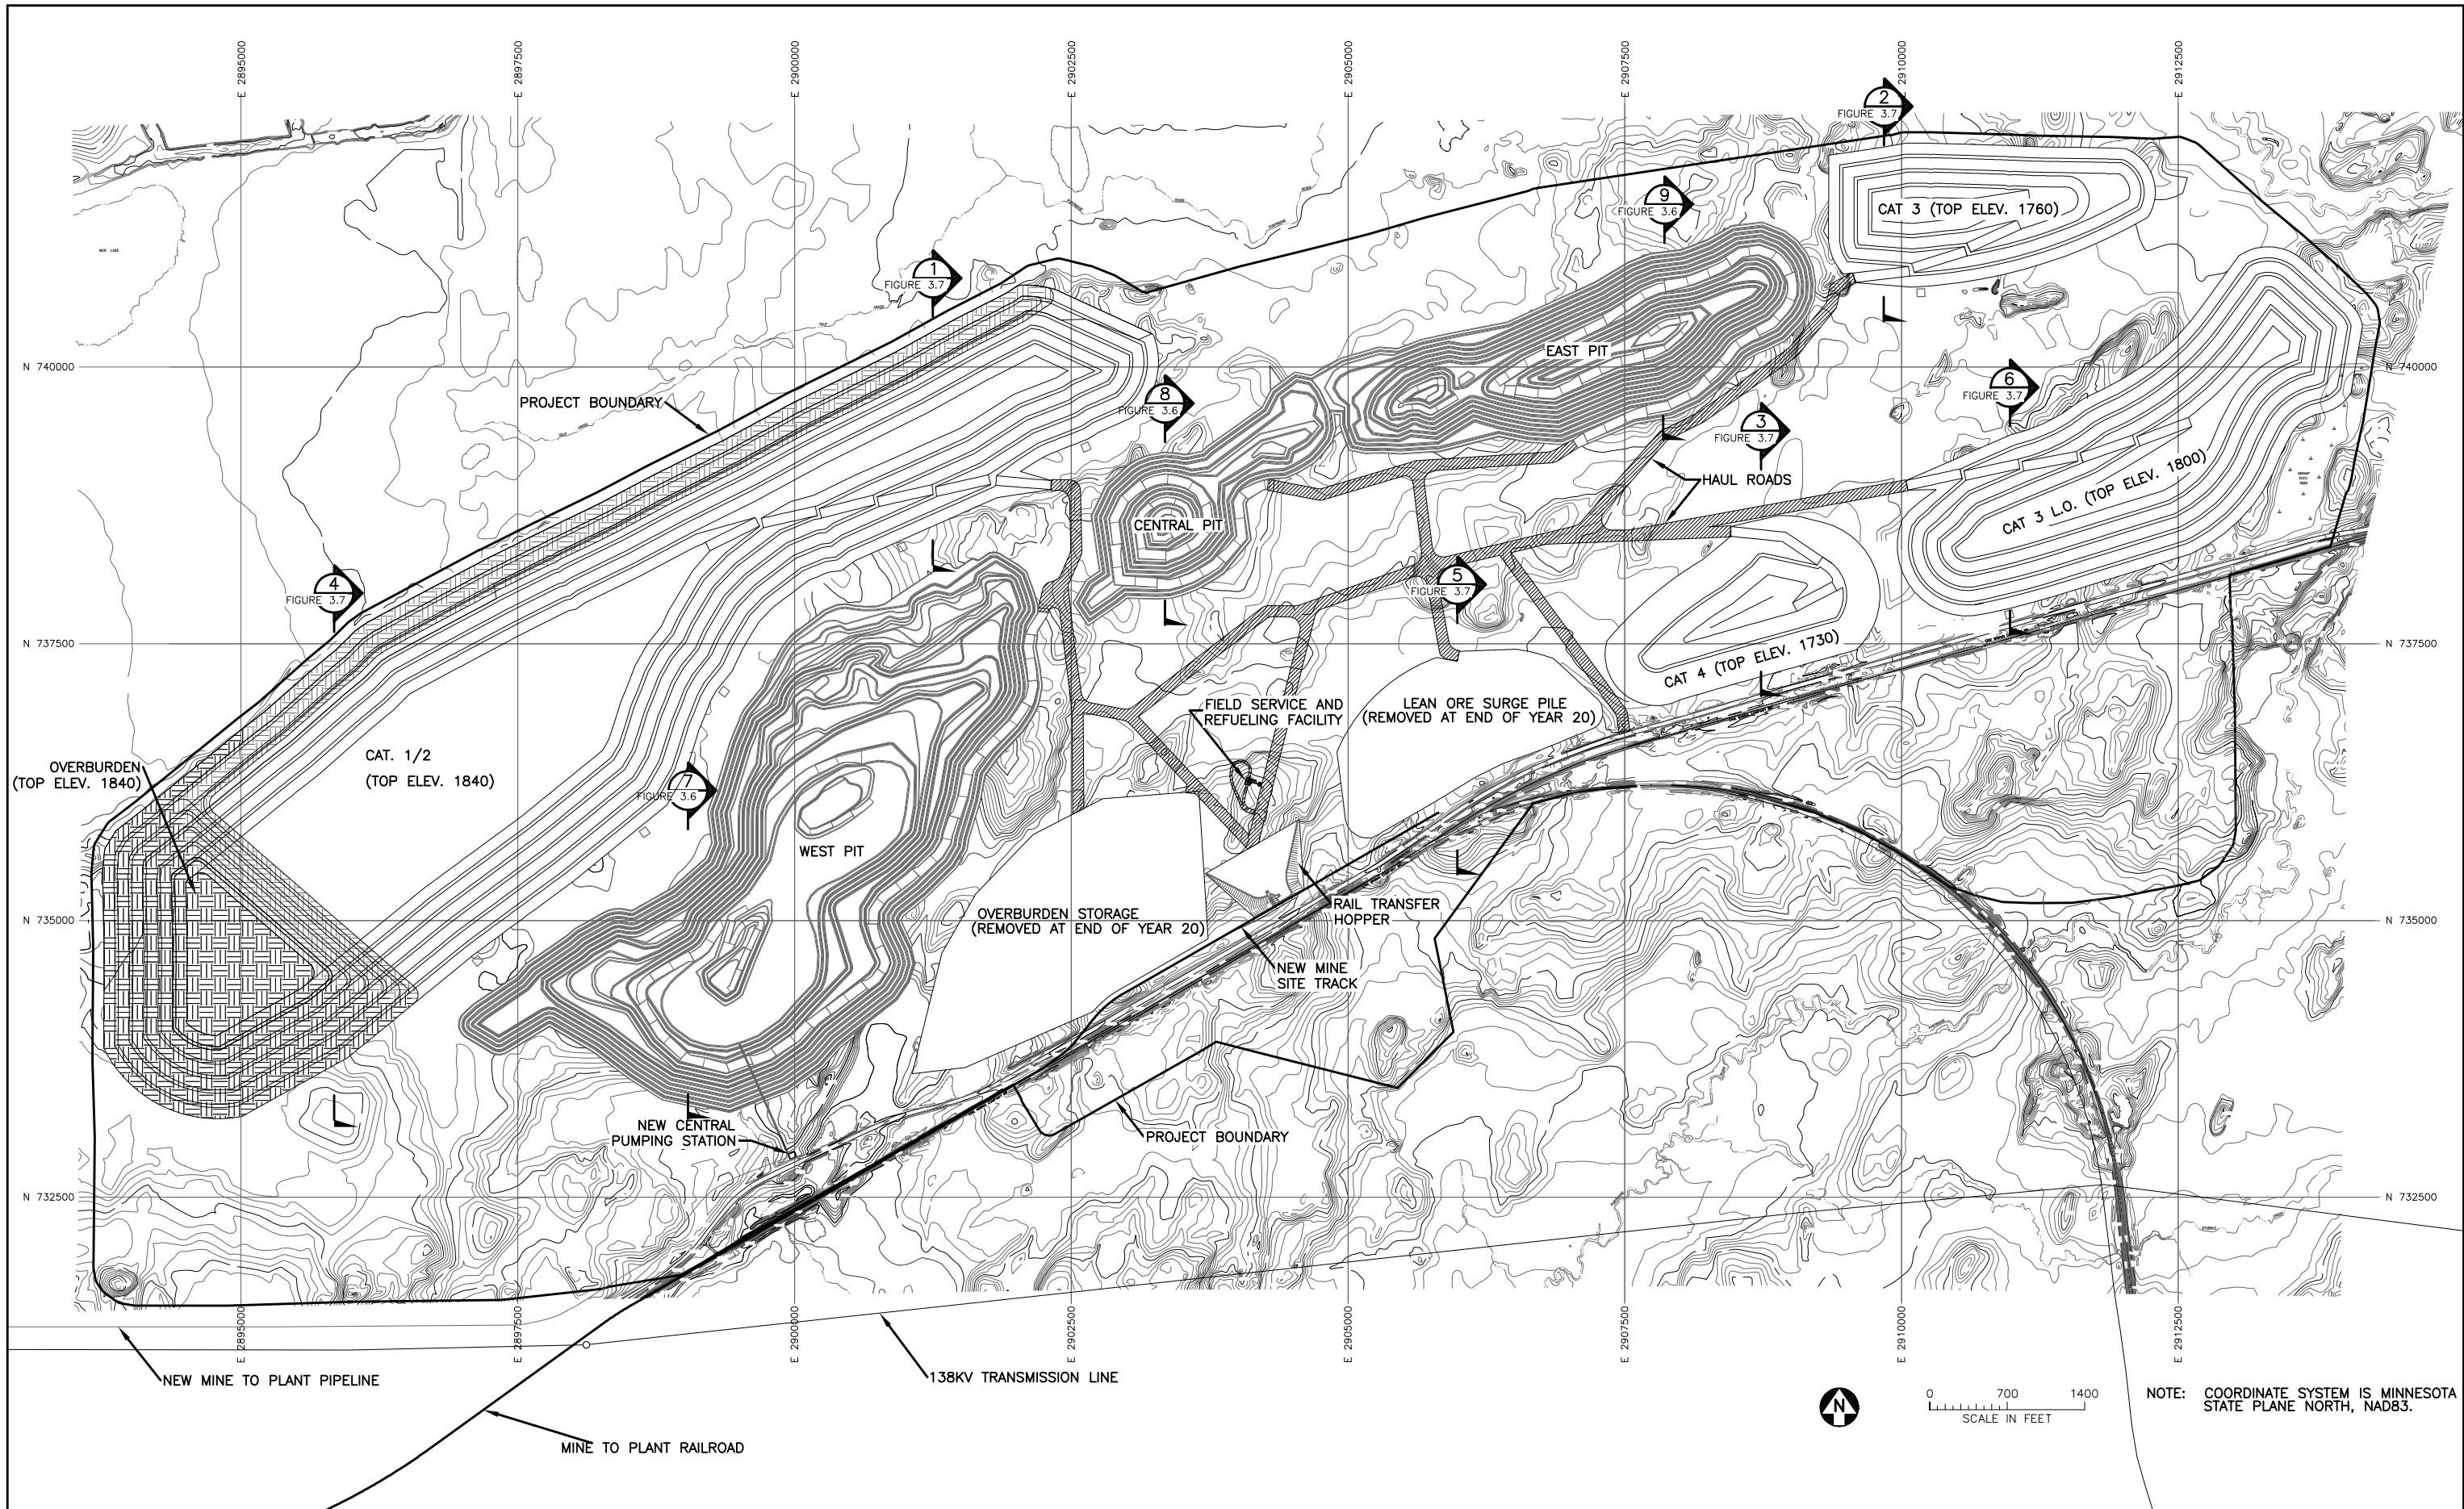 E 2895000
E 2897500
E 2900000
E 2902500
E 2905000
E 2907500
E 2910000
E 2912500
2
FIGURE 3.7
9
FIGURE 3.6
CAT 3 (TOP ELEV. 1760)
MUD LAKE
1
FIGURE 3.7
EAST PIT
N 740000
N 740000
PROJECT BOUNDARY
8
FIGURE 3.6
6
FIGURE 3.7
3
FIGURE 3.7
HAUL ROADS
CAT 3 L.O. (TOP ELEV. 1800)
CENTRAL PIT
4
FIGURE 3.7
5
FIGURE 3.7
N 737500
N 737500
CAT 4 (TOP ELEV. 1730)
FIELD SERVICE AND
REFUELING FACILITY
LEAN ORE SURGE PILE
(REMOVED AT END OF YEAR 20)
OVERBURDEN
(TOP ELEV. 1840)
CAT. 1/2
(TOP ELEV. 1840)
7
FIGURE 3.6
WEST PIT
RAIL TRANSFER
HOPPER
OVERBURDEN STORAGE
(REMOVED AT END OF YEAR 20)
N 735000
N 735000
NEW MINE
SITE TRACK
NEW CENTRAL
PUMPING STATION
PROJECT BOUNDARY
N 732500
N 732500
E 2895000
E 2897500
E 2900000
E 2902500
E 2905000
E 2907500
E 2910000
E 2912500
NEW MINE TO PLANT PIPELINE
138KV TRANSMISSION LINE
MINE TO PLANT RAILROAD
N
0 700 1400
SCALE IN FEET
NOTE: COORDINATE SYSTEM IS MINNESOTA
STATE PLANE NORTH, NAD83.